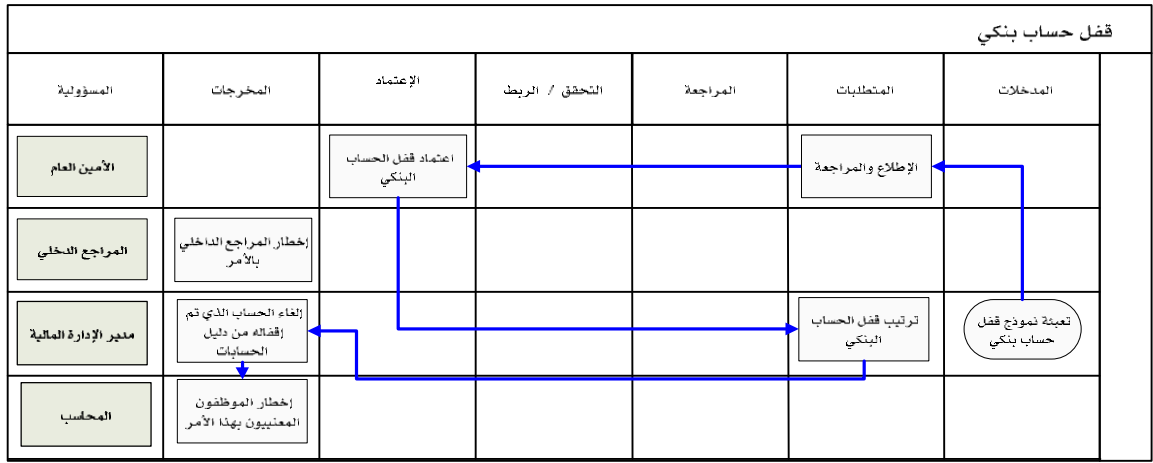 قفل حساب بنكي
المدخلات
المتطلبات
المراجعة
التحقق / الربط
الإعتماد
المخرجات
المسؤولية
الإطلاع والمراجعة
اعتماد قفل الحساب
البنكي
الأمين العام
إخطار المراجع الداخلي
بالأمر
المراجع الدخلي
تعبئة نموذج قفل
حساب بنكي
ترتيب قفل الحساب
البنكي
إلغاء الحساب الذي تم
إقفاله من دليل
الحسابات
مدير الإدارة المالية
إخطار الموظفون
المعنييون بهذا الأمر
المحاسب